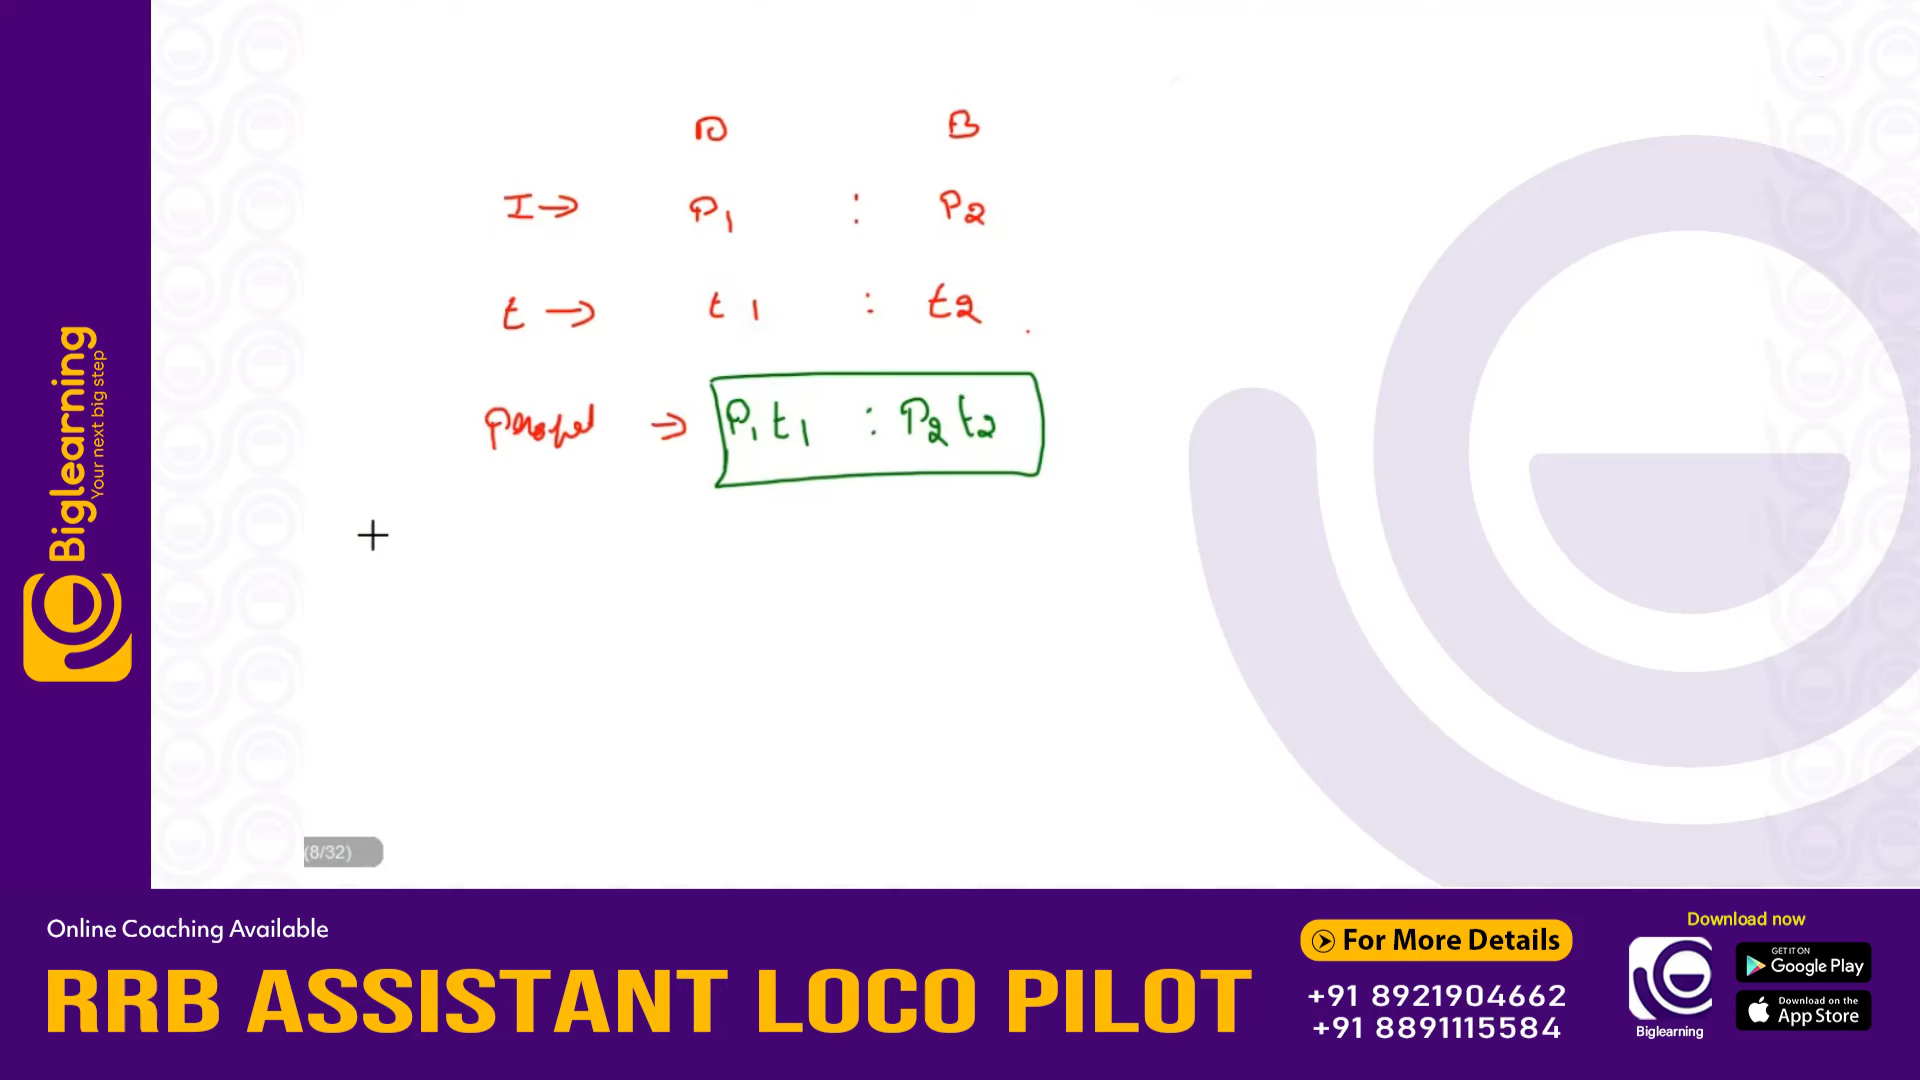 A B
I → P1 : P2
t → t1 : t2
→ P1t1 : P2t2
(8/32)
Biglearning
Your next big step
Online Coaching Available
RRB ASSISTANT LOCO PILOT
For More Details
+91 8921904662
+91 8891115584
Download now
Biglearning
GET IT ON
Google Play
Download on the
App Store